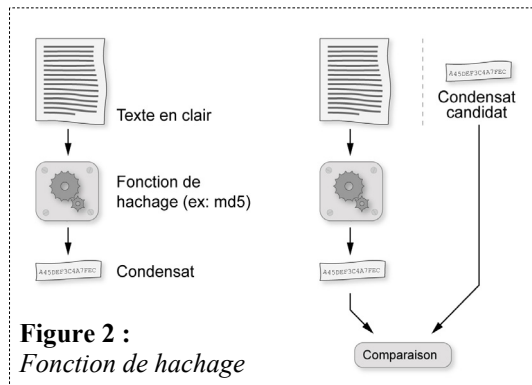 Texte en clair
Fonction de
hachage (ex: md5)
A450EF3C4A7FEC
Condensat
A450EF3C4A7FEC
Condensat
candidat
A450EF3C4A7FEC
Comparaison
Figure 2 :
Fonction de hachage